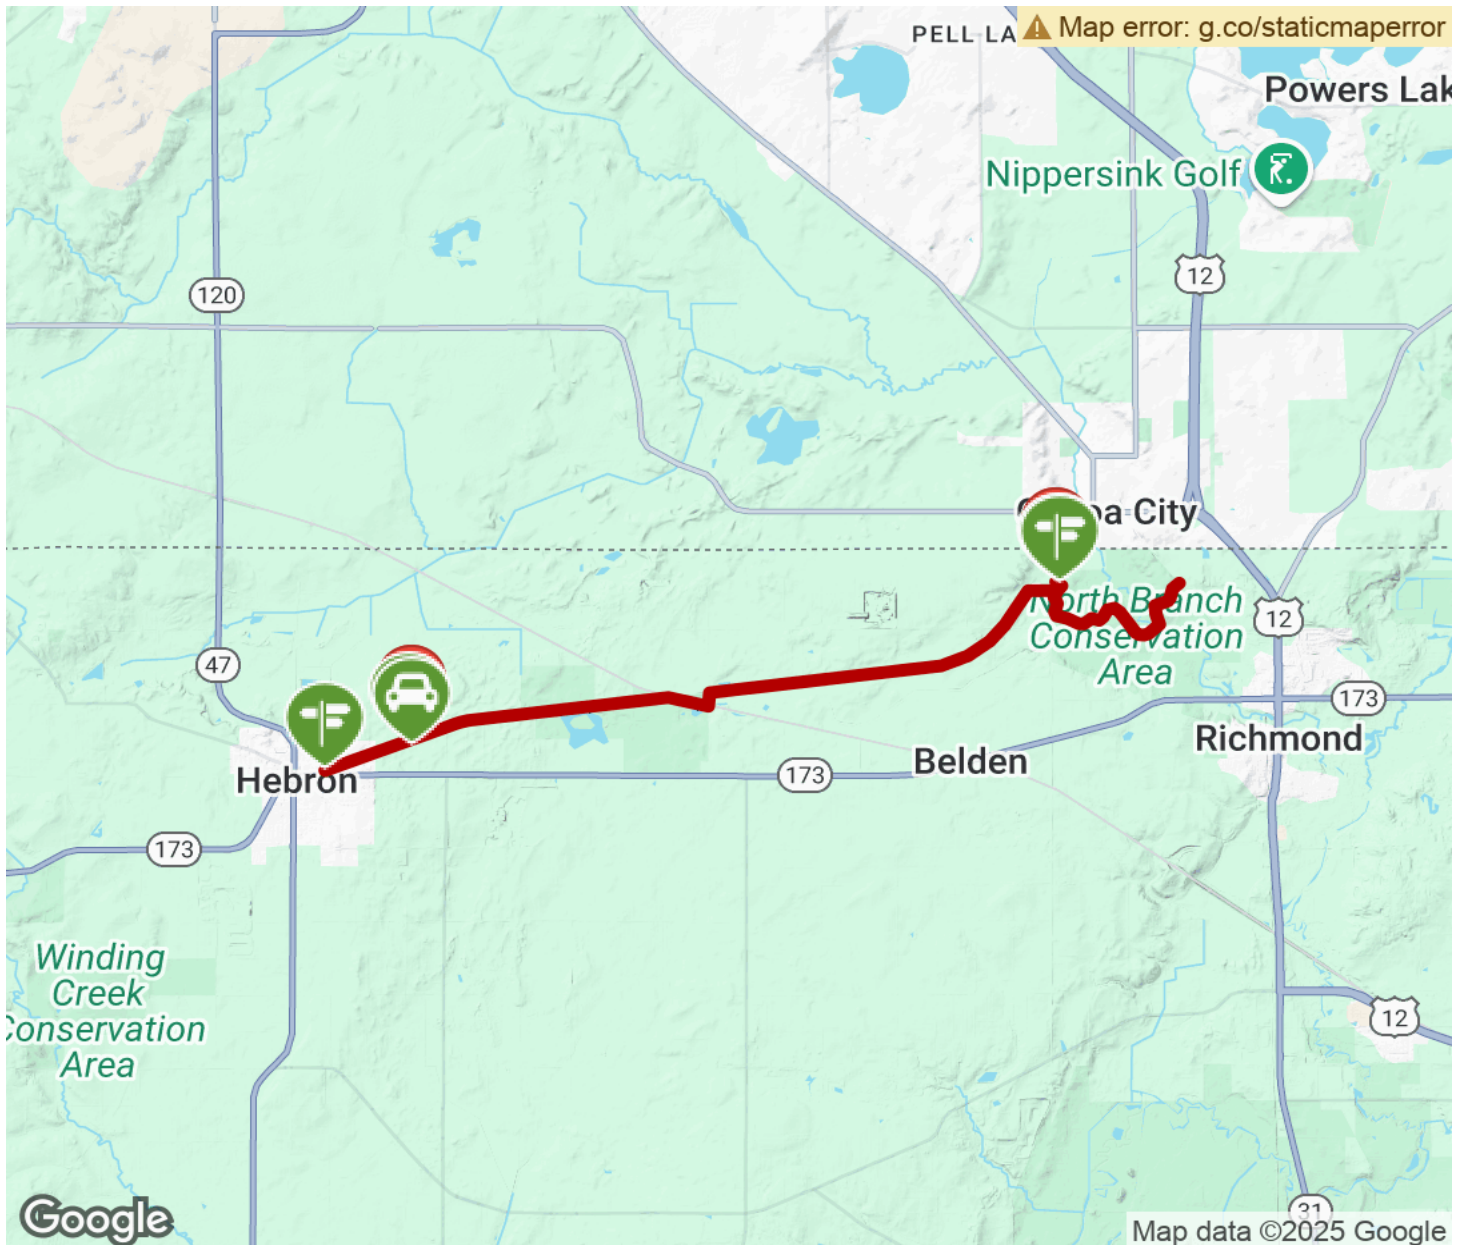 PELL LA
Map error: g.co/staticmaperror
Powers Lak
Nippersink Golf
12
120
pa City
North Branch
Conservation
Area
12
47
173
Richmond
Belden
Hebron
173
173
Winding
Creek
Conservation
Area
12
31
Google
Map data ©2025 Google